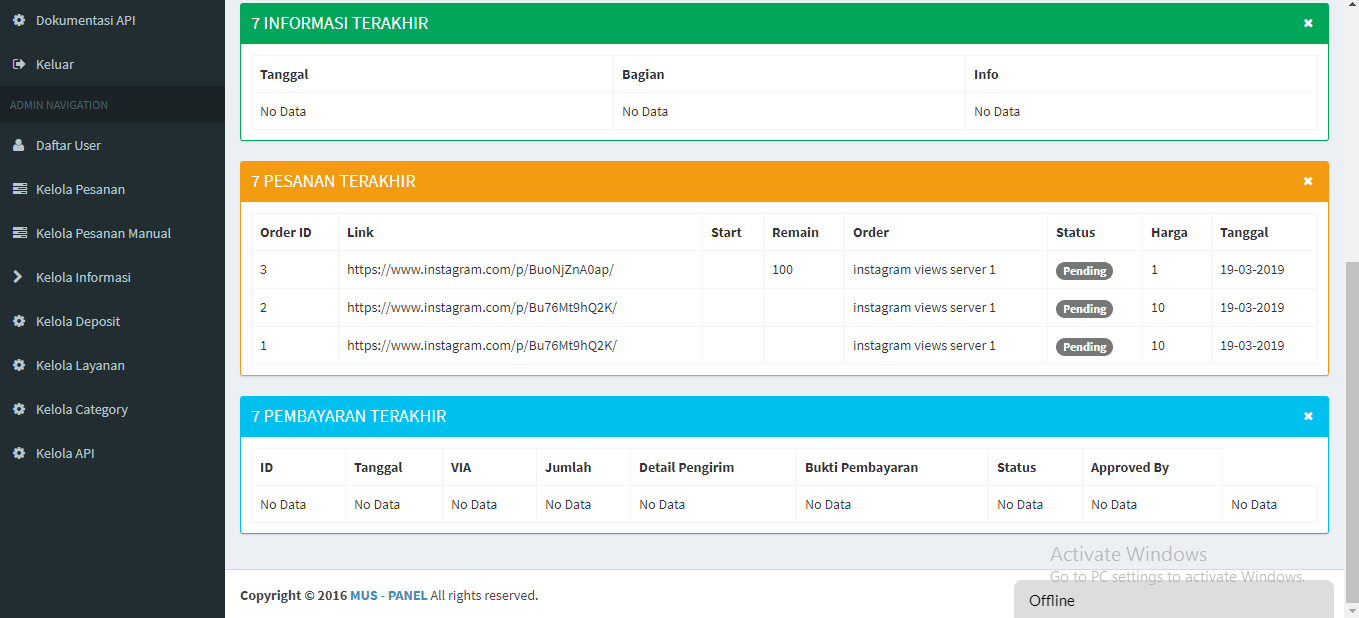 Dokumentasi API
Keluar
ADMIN NAVIGATION
Daftar User
Kelola Pesanan
Kelola Pesanan Manual
Kelola Informasi
Kelola Deposit
Kelola Layanan
Kelola Category
Kelola API
7 INFORMASI TERAKHIR
Tanggal Bagian Info
No Data No Data No Data
7 PESANAN TERAKHIR
Order ID Link Start Remain Order Status Harga Tanggal
3 https://www.instagram.com/p/BuoNjZnA0ap/ 100 instagram views server 1 Pending 1 19-03-2019
2 https://www.instagram.com/p/Bu76Mt9hQ2K/ instagram views server 1 Pending 10 19-03-2019
1 https://www.instagram.com/p/Bu76Mt9hQ2K/ instagram views server 1 Pending 10 19-03-2019
7 PEMBAYARAN TERAKHIR
ID Tanggal VIA Jumlah Detail Pengirim Bukti Pembayaran Status Approved By
No Data No Data No Data No Data No Data No Data No Data No Data No Data
Activate Windows
Go to PC settings to activate Windows.
Copyright © 2016 MUS - PANEL All rights reserved.
Offline